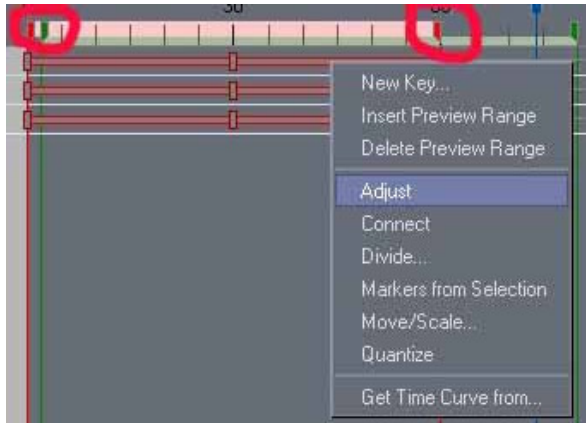 30
New Key...
Insert Preview Range
Delete Preview Range
Adjust
Connect
Divide...
Markers from Selection
Move/Scale...
Quantize
Get Time Curve from...